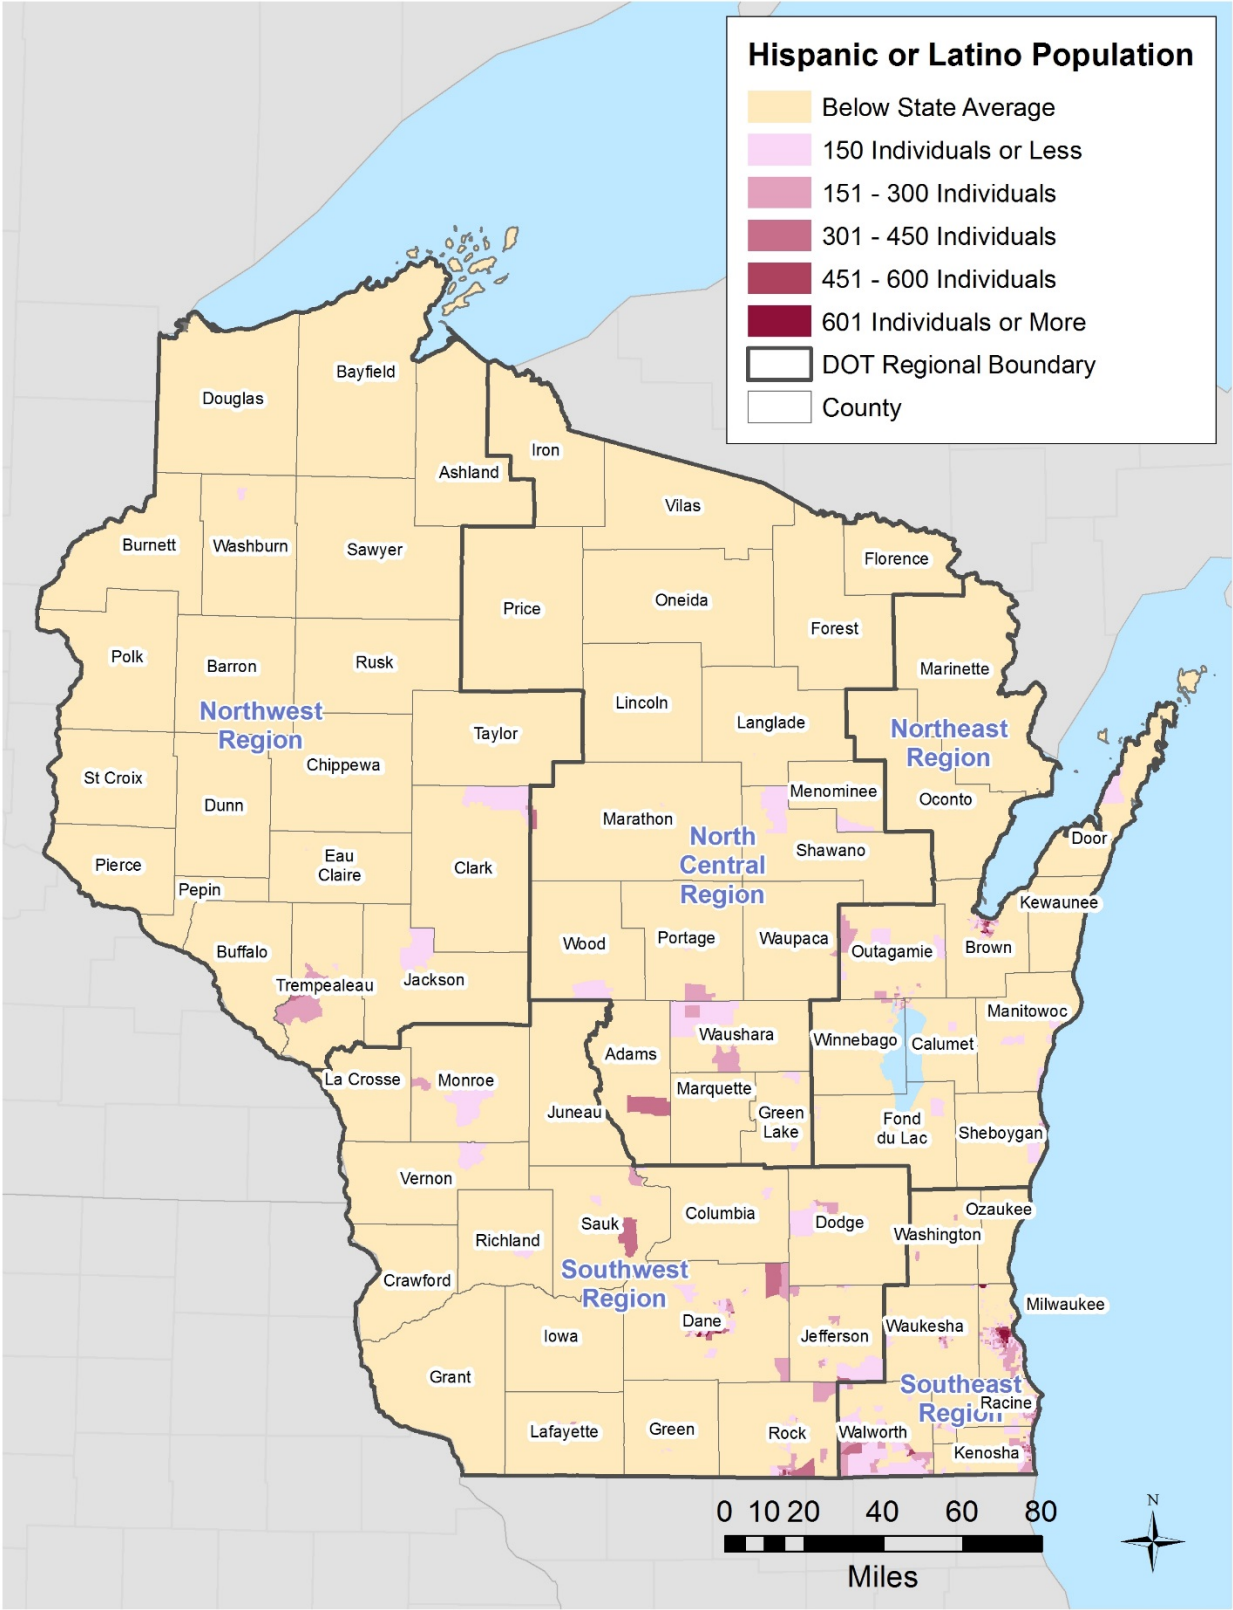 Hispanic or Latino Population
Below State Average
150 Individuals or Less
151 - 300 Individuals
301 - 450 Individuals
451 - 600 Individuals
601 Individuals or More
DOT Regional Boundary
County
Bayfield
Douglas
Iron
Ashland
Vilas
Burnett
Washburn
Sawyer
Florence
Oneida
Price
Forest
Polk
Barron
Rusk
Marinette
Lincoln
Northwest
Region
Langlade
Taylor
Northeast
Region
Chippewa
St Croix
Dunn
Menominee
Oconto
Marathon
North
Central
Region
Door
Shawano
Pierce
Eau
Claire
Clark
Pepin
Kewaunee
Buffalo
Wood
Portage
Waupaca
Outagamie
Brown
Trempealeau
Jackson
Manitowoc
Waushara
Winnebago
Calumet
Adams
La Crosse
Monroe
Marquette
Juneau
Green
Lake
Fond
du Lac
Sheboygan
Vernon
Columbia
Ozaukee
Sauk
Dodge
Washington
Richland
Southwest
Region
Crawford
Milwaukee
Dane
Waukesha
Iowa
Jefferson
Grant
Southeast
Region
Racine
Lafayette
Green
Rock
Walworth
Kenosha
0 10 20 40 60 80
Miles
N